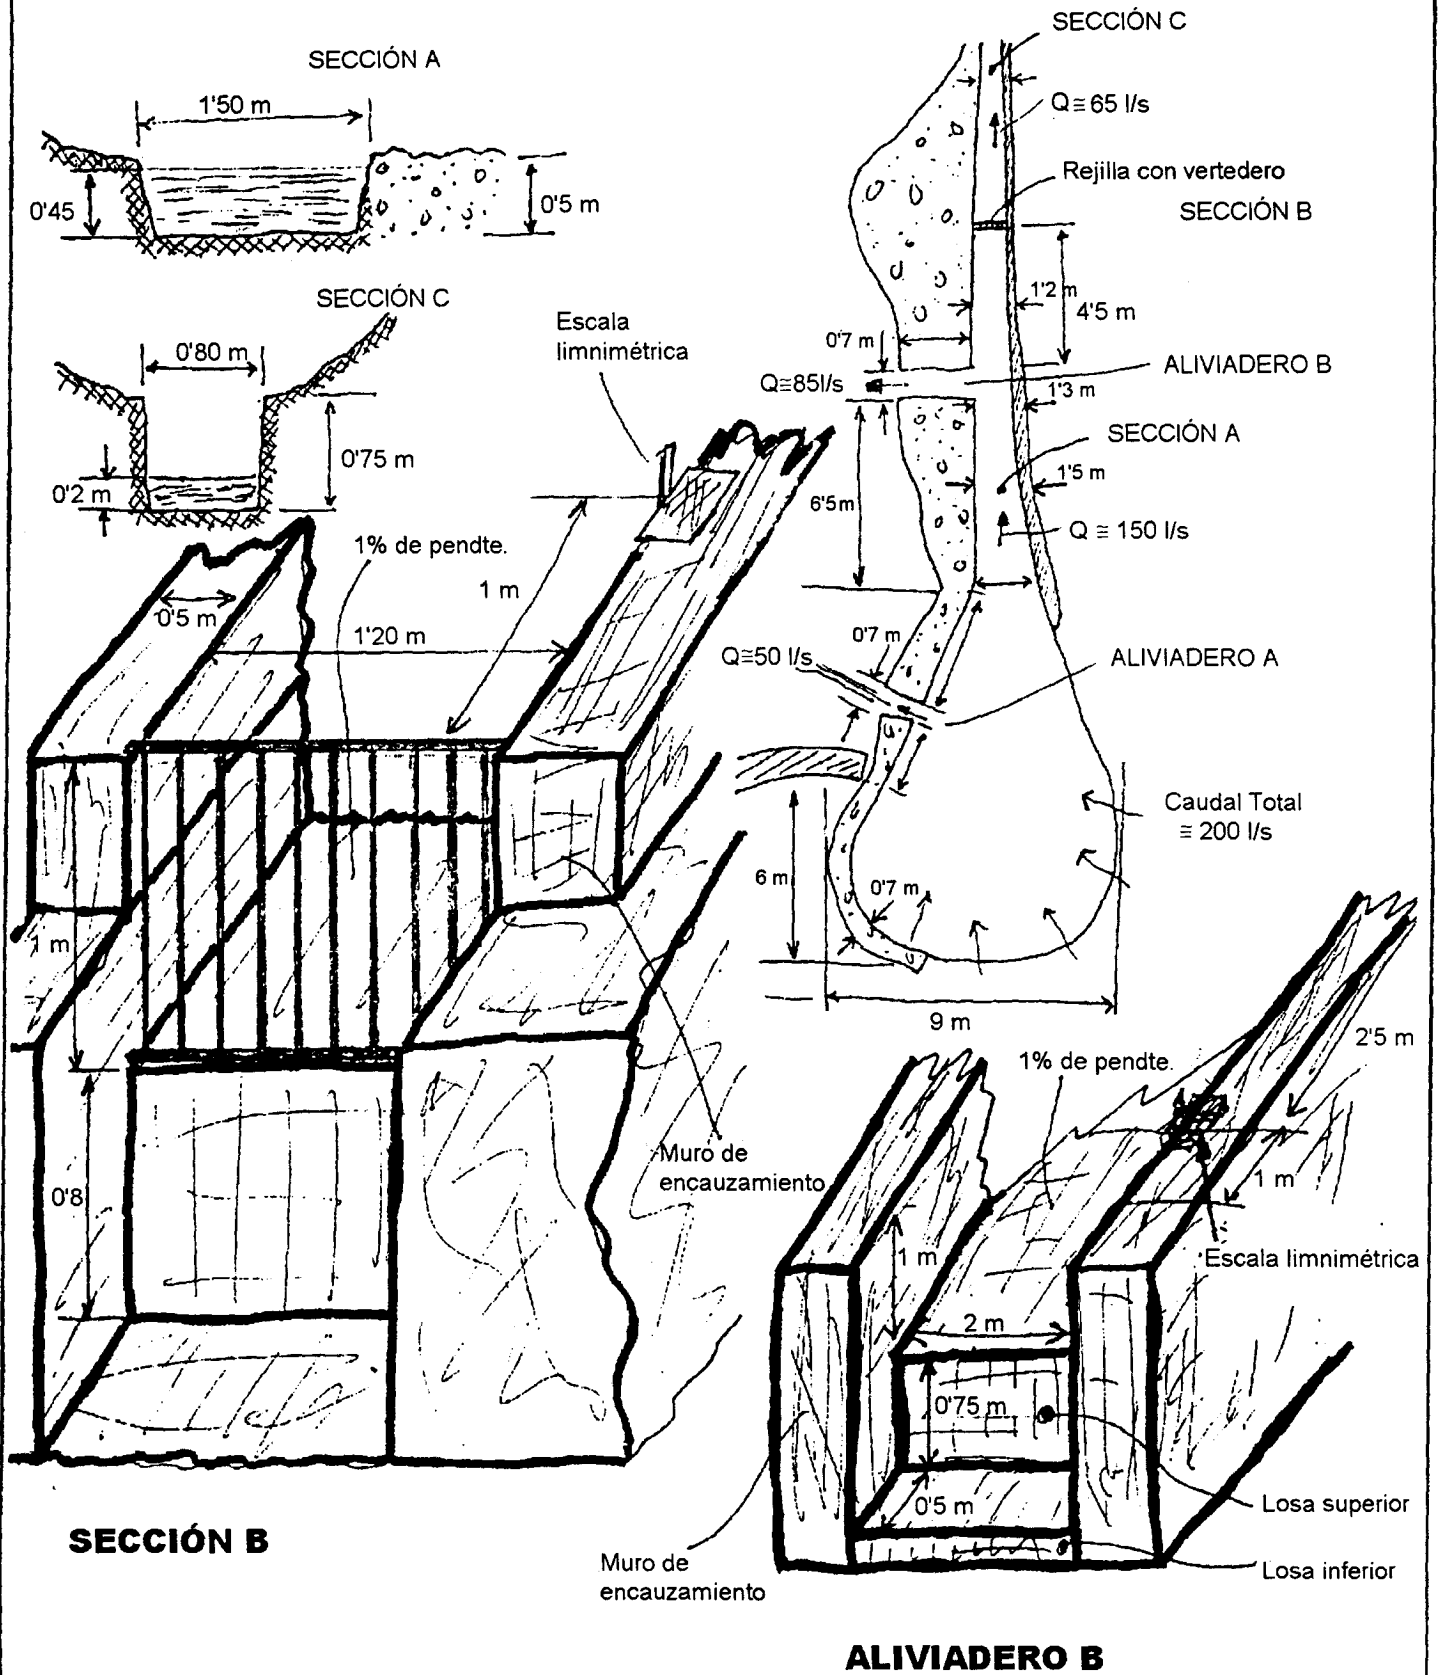 SECCIÓN A
1'50 m
0'45
0'5 m
SECCIÓN C
0'80 m
0'75 m
0'2 m
Escala
limnimétrica
1% de pendte.
1 m
0'5 m
1'20 m
1 m
0'8
Muro de
encauzamiento
SECCIÓN B
SECCIÓN C
Q≅65 l/s
Rejilla con vertedero
SECCIÓN B
1'2 m
4'5 m
0'7 m
ALIVIADERO B
Q≅85l/s
1'3 m
SECCIÓN A
1'5 m
6'5m
Q ≅ 150 l/s
0'7 m
Q≅50 l/s
ALIVIADERO A
Caudal Total
≅ 200 l/s
6 m
0'7 m
9 m
1% de pendte.
2'5 m
1 m
1 m
Escala limnimétrica
2 m
0'75 m
0'5 m
Losa superior
Losa inferior
Muro de
encauzamiento
ALIVIADERO B